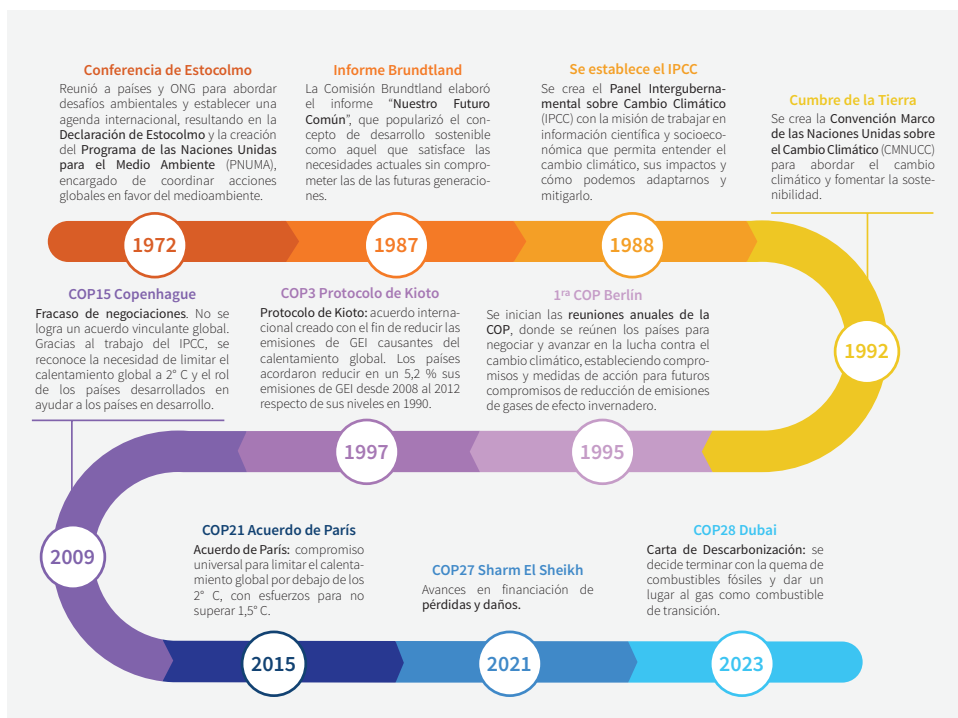 Conferencia de Estocolmo
Reunió a países y ONG para abordar
desafíos ambientales y establecer una
agenda internacional, resultando en la
Declaración de Estocolmo y la creación
del Programa de las Naciones Unidas
para el Medio Ambiente (PNUMA),
encargado de coordinar acciones
globales en favor del medioambiente.
1972
Informe Brundtland
La Comisión Brundtland elaboró
el informe “Nuestro Futuro
Común”, que popularizó el con-
cepto de desarrollo sostenible
como aquel que satisface las
necesidades actuales sin compro-
meter las de las futuras generacio-
nes.
1987
Se establece el IPCC
Se crea el Panel Interguberna-
mental sobre Cambio Climático
(IPCC) con la misión de trabajar en
información científica y socioeco-
nómica que permita entender el
cambio climático, sus impactos y
cómo podemos adaptarnos y
mitigarlo.
1988
Cumbre de la Tierra
Se crea la Convención Marco
de las Naciones Unidas sobre
el Cambio Climático (CMNUCC)
para abordar el cambio
climático y fomentar la soste-
nibilidad.
1992
1ra COP Berlín
Se inician las reuniones anuales de la
COP, donde se reúnen los países para
negociar y avanzar en la lucha contra el
cambio climático, estableciendo compro-
misos y medidas de acción para futuros
compromisos de reducción de emisiones
de gases de efecto invernadero.
1995
COP3 Protocolo de Kioto
Protocolo de Kioto: acuerdo interna-
cional creado con el fin de reducir las
emisiones de GEI causantes del
calentamiento global. Los países
acordaron reducir en un 5,2 % sus
emisiones de GEI desde 2008 al 2012
respecto de sus niveles en 1990.
1997
COP15 Copenhague
Fracaso de negociaciones. No se
logra un acuerdo vinculante global.
Gracias al trabajo del IPCC, se
reconoce la necesidad de limitar el
calentamiento global a 2° C y el rol
de los países desarrollados en
ayudar a los países en desarrollo.
2009
COP21 Acuerdo de París
Acuerdo de París: compromiso
universal para limitar el calenta-
miento global por debajo de los
2° C, con esfuerzos para no
superar 1,5° C.
2015
COP27 Sharm El Sheikh
Avances en financiación de
pérdidas y daños.
2021
COP28 Dubai
Carta de Descarbonización: se
decide terminar con la quema de
combustibles fósiles y dar un
lugar al gas como combustible
de transición.
2023